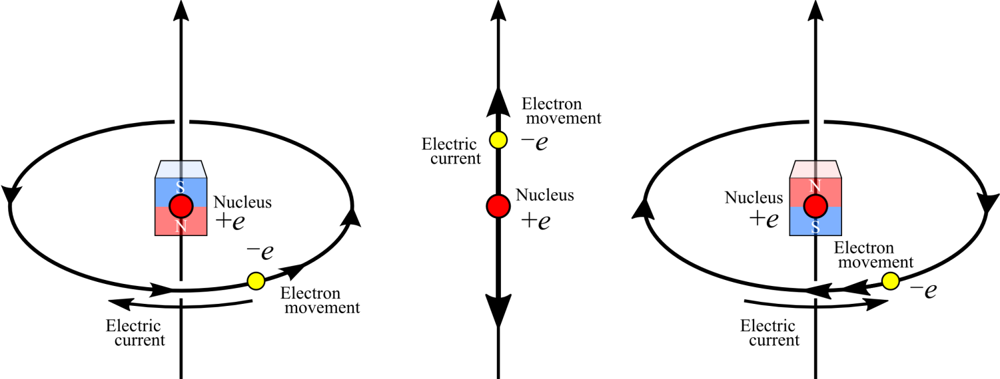 S
N
Nucleus
+e
−e
Electron
movement
Electric
current
Electron
movement
−e
Electric
current
Nucleus
+e
N
S
Nucleus
+e
Electron
movement
−e
Electric
current